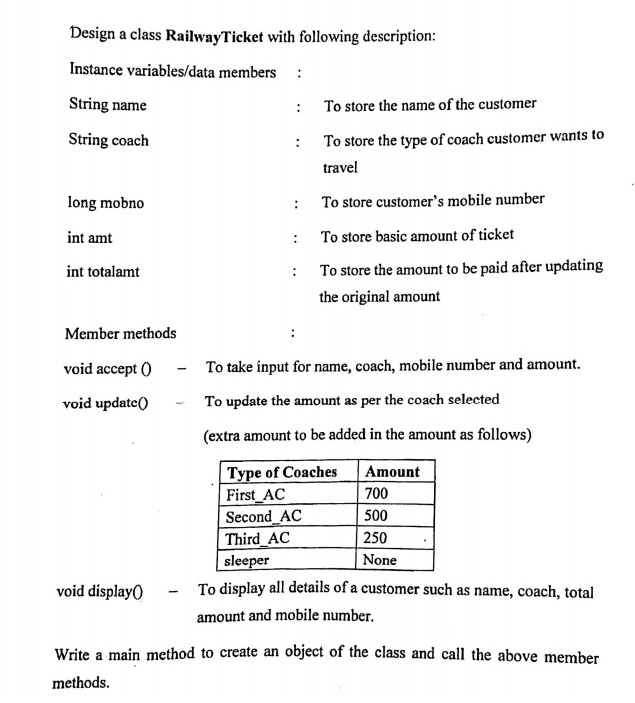 Design a class RailwayTicket with following description:
Instance variables/data members :
String name : To store the name of the customer
String coach : To store the type of coach customer wants to
travel
long mobno : To store customer's mobile number
int amt : To store basic amount of ticket
int totalamt : To store the amount to be paid after updating
the original amount
Member methods :
void accept () – To take input for name, coach, mobile number and amount.
void update() – To update the amount as per the coach selected
(extra amount to be added in the amount as follows)
Type of Coaches Amount
First_AC 700
Second_AC 500
Third_AC 250
sleeper None
void display() – To display all details of a customer such as name, coach, total
amount and mobile number.
Write a main method to create an object of the class and call the above member
methods.